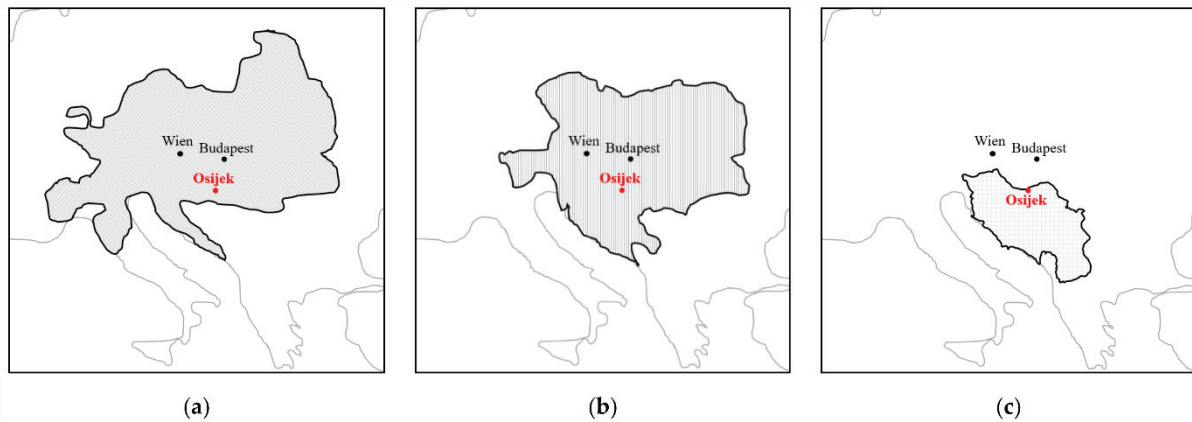 Wien
Budapest
Osijek
Wien
Budapest
Osijek
Wien
Budapest
Osijek
(a)
(b)
(c)